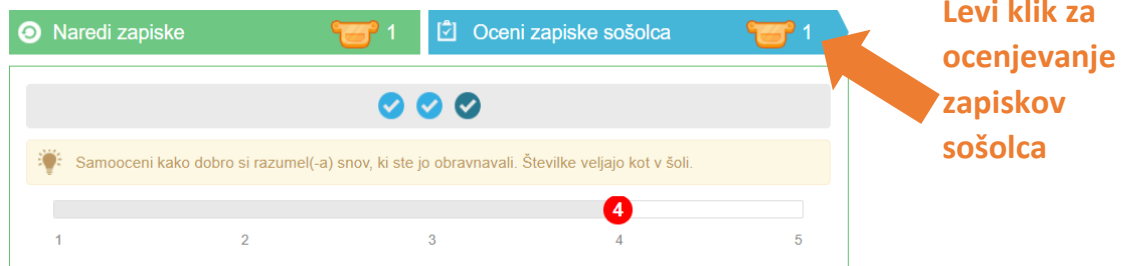 Naredi zapiske 1
Oceni zapiske sošolca 1
Levi klik za
ocenjevanje
zapiskov
sošolca
Samooceni kako dobro si razumel(-a) snov, ki ste jo obravnavali. Številke veljajo kot v šoli.
4
1 2 3 4 5